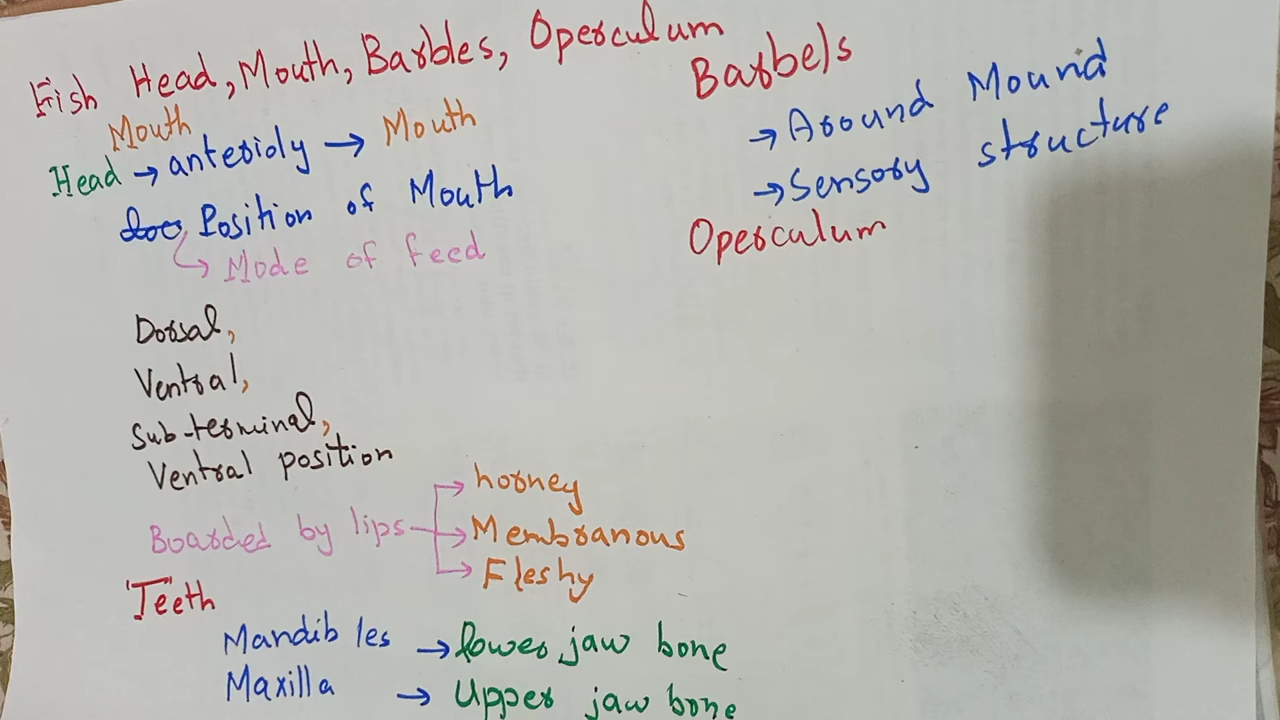 Fish Head, Mouth, Barbles, Operculum
Mouth
Head → anterioly → Mouth
Position of Mouth
↳ Mode of feed
Dorsal,
Ventral,
Sub-terminal,
Ventral position
Boarded by lips → horney
→ Membranous
→ Fleshy
Teeth
Mandibles → lower jaw bone
Maxilla → Upper jaw bone
Barbels
→ Around Mound
→ Sensory structure
Operculum